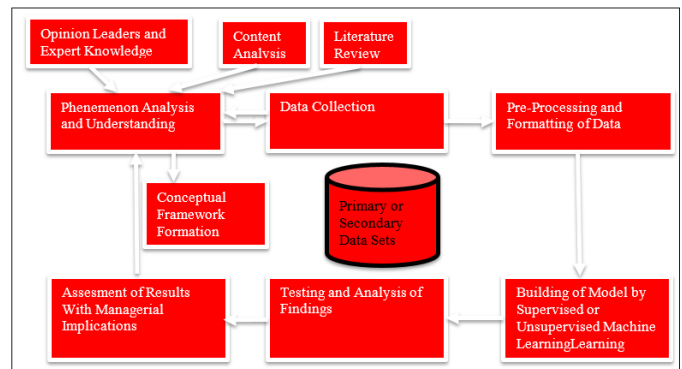 Opinion Leaders and
Expert Knowledge
Content
Analysis
Literature
Review
Phenemenon Analysis
and Understanding
Data Collection
Pre-Processing and
Formatting of Data
Conceptual
Framework
Formation
Primary or
Secondary
Data Sets
Assesment of Results
With Managerial
Implications
Testing and Analysis of
Findings
Building of Model by
Supervised or
Unsupervised Machine
LearningLearning